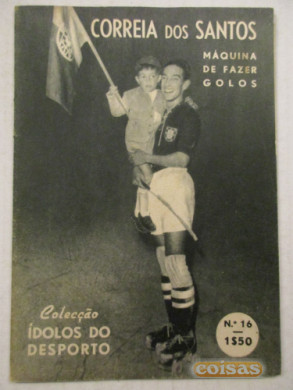 CORREIA DOS SANTOS
MÁQUINA
DE FAZER
GOLOS
Colecção
ÍDOLOS DO
DESPORTO
N.º 16
1$50
coisas